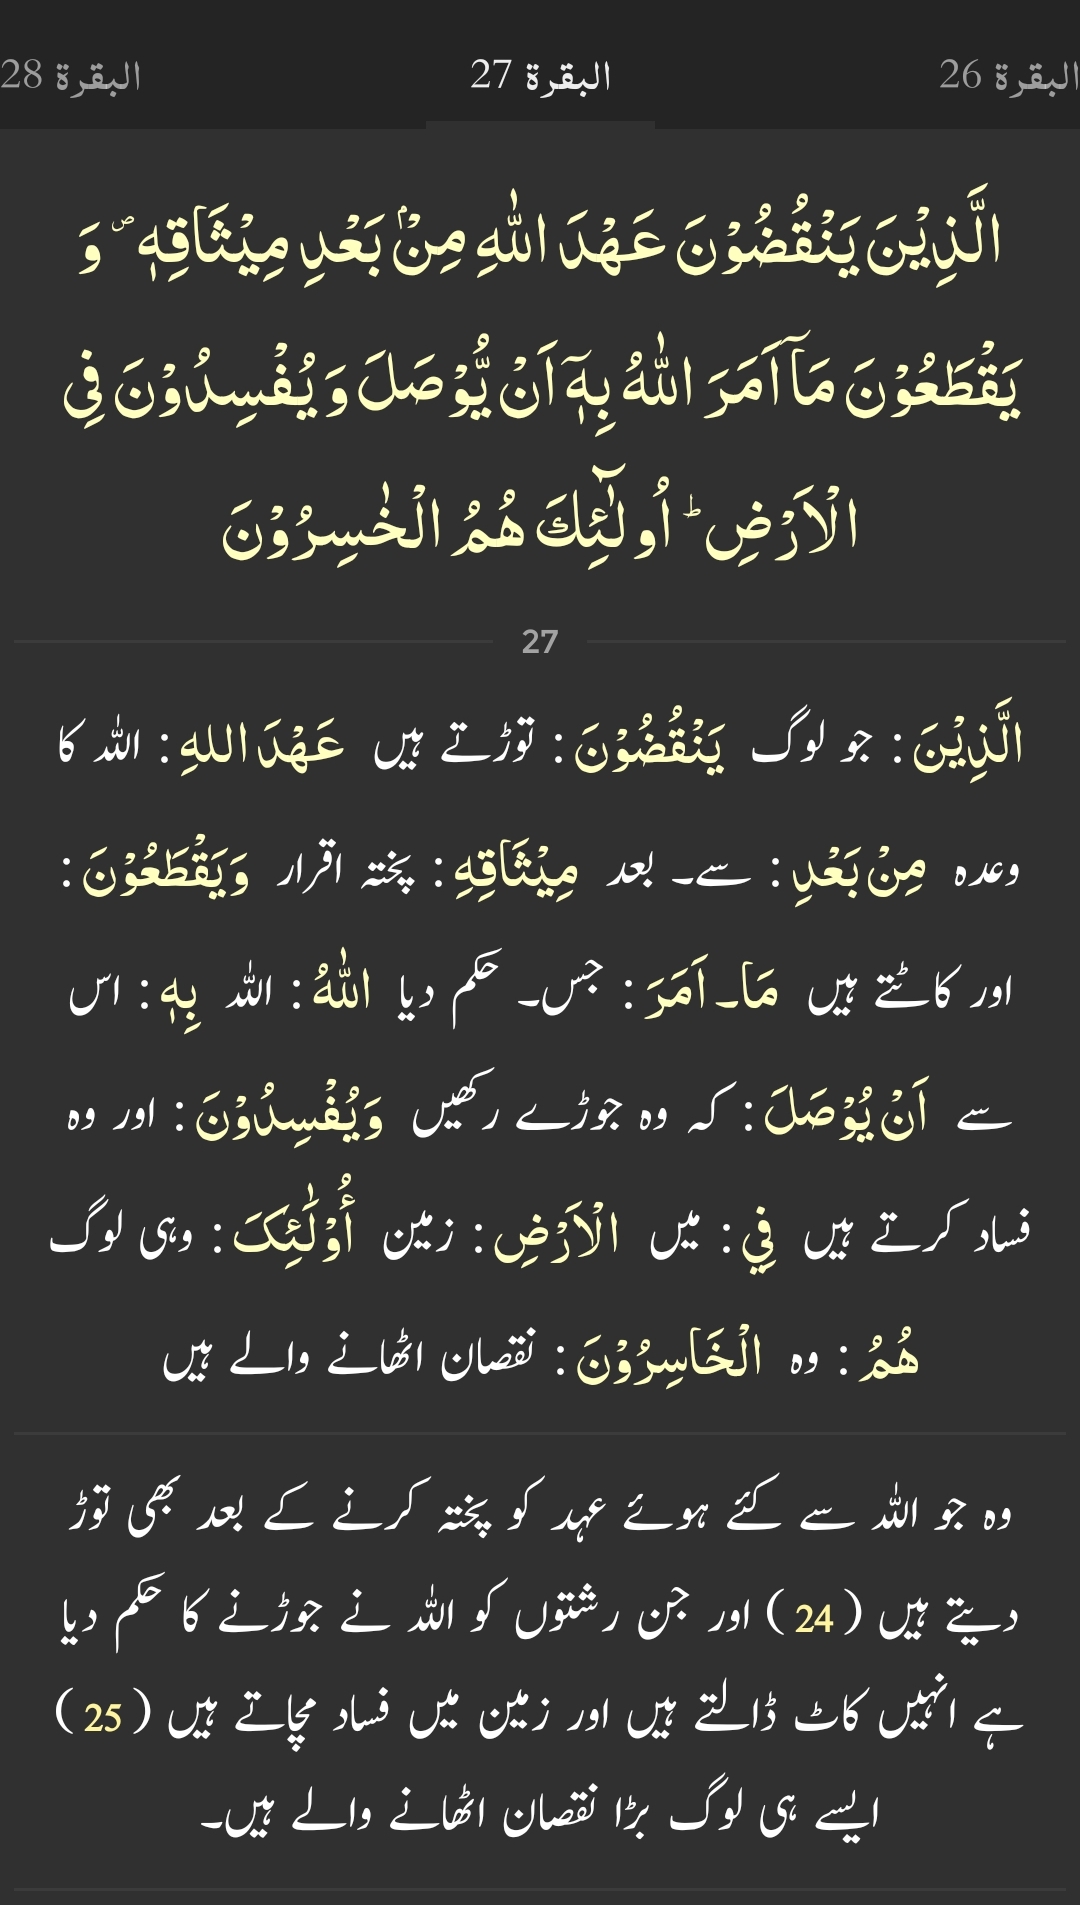 البقرة 26 البقرة 27 البقرة 28
الَّذِيْنَ يَنْقُضُوْنَ عَهْدَ اللّٰهِ مِنْۢ بَعْدِ مِيْثَاقِهٖ ۪ وَ
يَقْطَعُوْنَ مَاۤ اَمَرَ اللّٰهُ بِهٖۤ اَنْ يُّوْصَلَ وَ يُفْسِدُوْنَ فِی
الْاَرْضِ ؕ اُولٰٓئِكَ هُمُ الْخٰسِرُوْنَ
27
الَّذِيْنَ : جو لوگ يَنْقُضُوْنَ : توڑتے ہیں عَهْدَ اللهِ : اللہ کا
وعدہ مِنْ بَعْدِ : سے۔ بعد مِيْثَاقِهِ : پختہ اقرار وَيَقْطَعُوْنَ :
اور کاٹتے ہیں مَا۔ اَمَرَ : جس۔ حکم دیا اللّٰهُ : اللہ بِهٖ : اس
سے اَنْ يُوْصَلَ : کہ وہ جوڑے رکھیں وَيُفْسِدُوْنَ : اور وہ
فساد کرتے ہیں فِي : میں الْاَرْضِ : زمین أُوْلَٰئِکَ : وہی لوگ
هُمُ : وہ الْخَاسِرُوْنَ : نقصان اٹھانے والے ہیں
وہ جو اللہ سے کئے ہوئے عہد کو پختہ کرنے کے بعد بھی توڑ
دیتے ہیں (24) اور جن رشتوں کو اللہ نے جوڑنے کا حکم دیا
ہے انہیں کاٹ ڈالتے ہیں اور زمین میں فساد مچاتے ہیں (25)
ایسے ہی لوگ بڑا نقصان اٹھانے والے ہیں۔